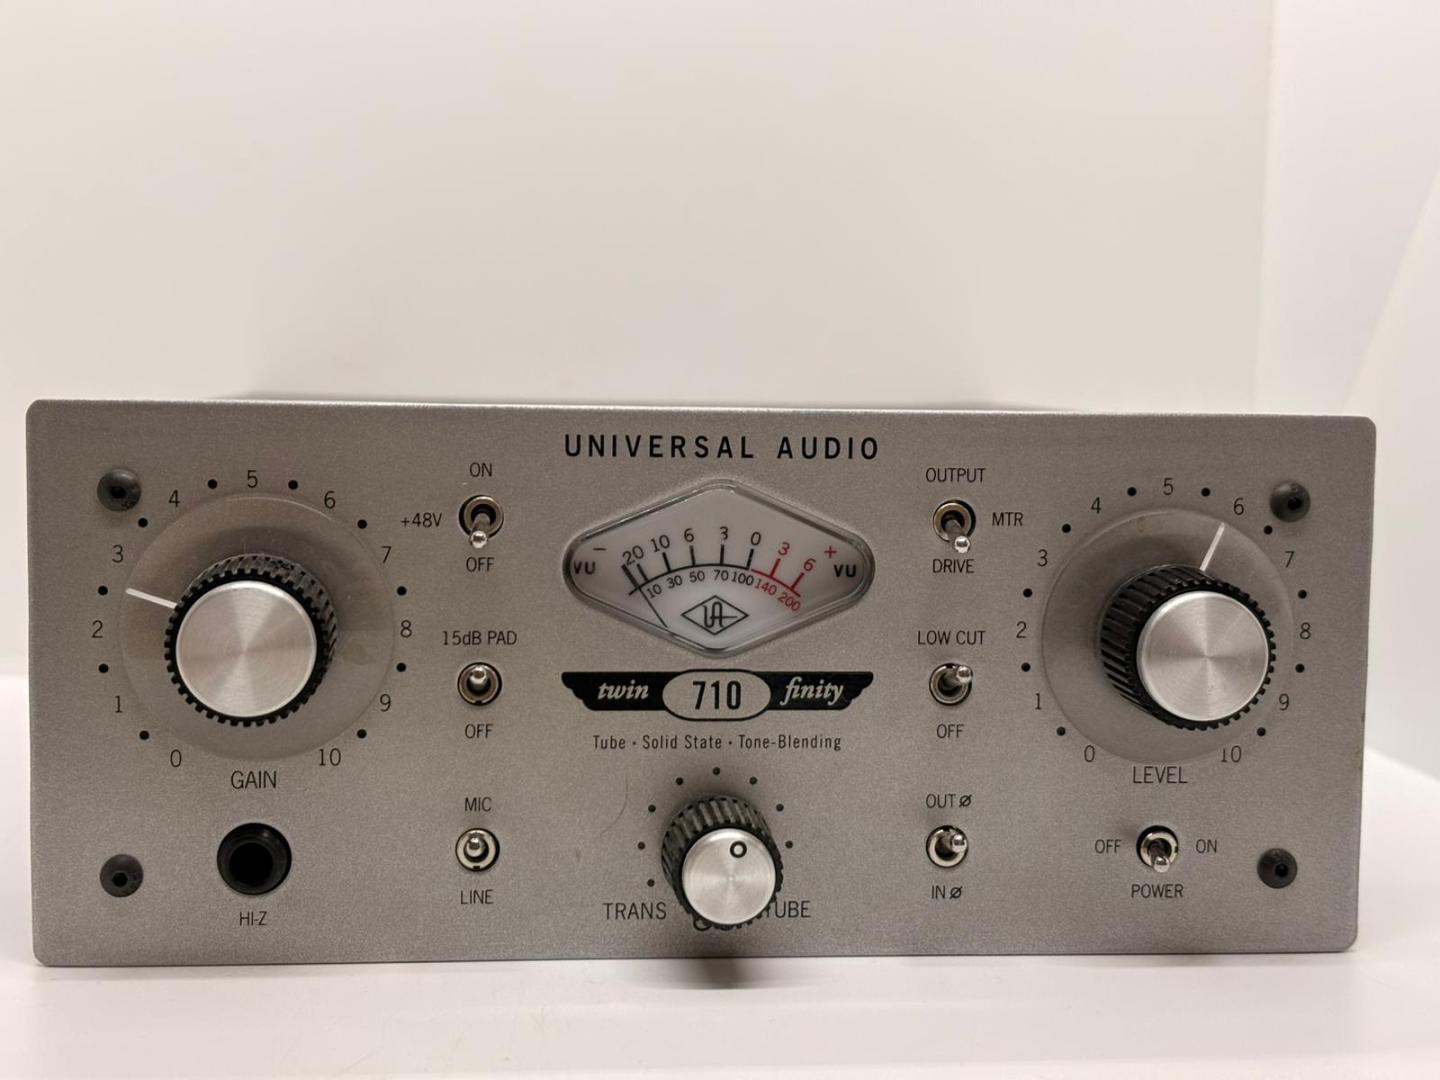 UNIVERSAL AUDIO
ON
+48V
OFF
15dB PAD
OFF
MIC
LINE
0 1 2 3 4 5 6 7 8 9 10
GAIN
HI-Z
− 20 10 6 3 0 3 6 +
VU 10 30 50 70 100 140 200 VU
UA
twin 710 finity
Tube • Solid State • Tone-Blending
TRANS
OUTPUT
MTR
DRIVE
LOW CUT
OFF
OUT ø
IN ø
0 1 2 3 4 5 6 7 8 9 10
LEVEL
OFF ON
POWER